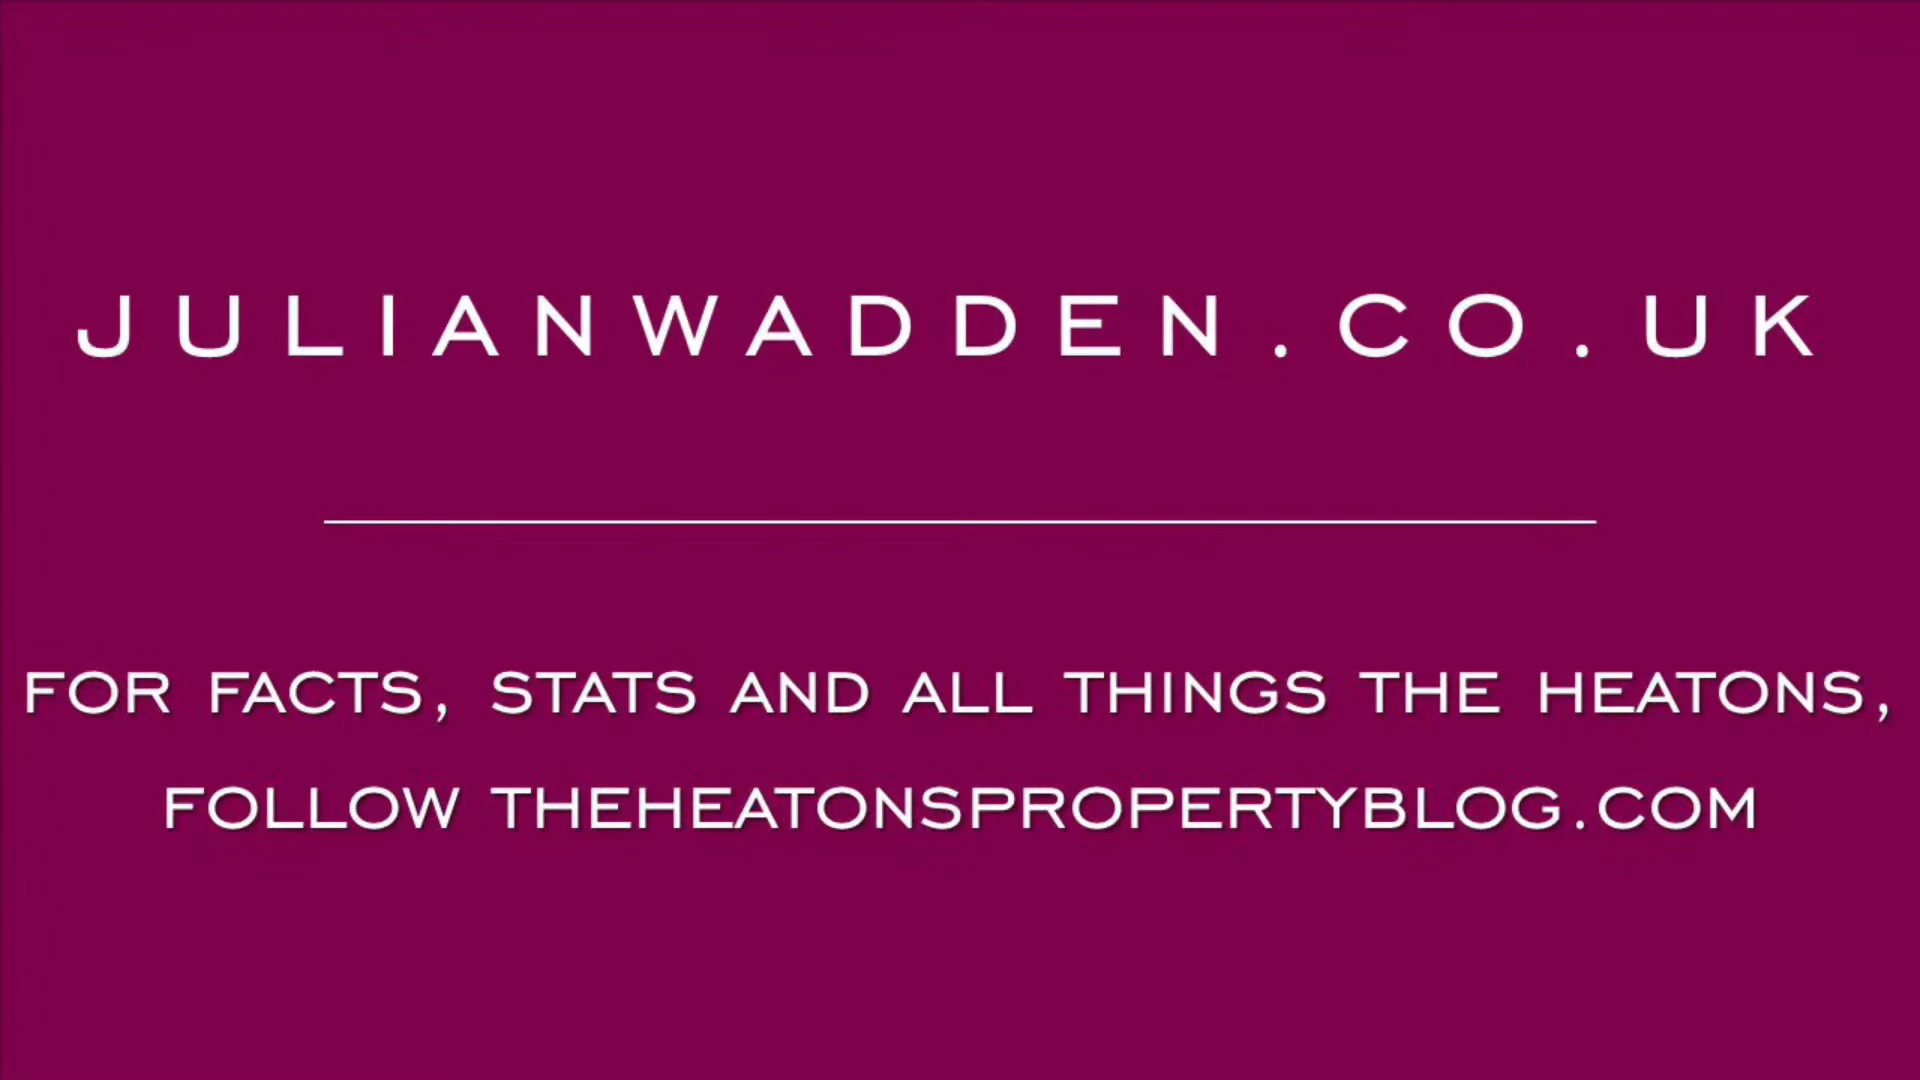 JULIANWADDEN.CO.UK
FOR FACTS, STATS AND ALL THINGS THE HEATONS,
FOLLOW THEHEATONSPROPERTYBLOG.COM